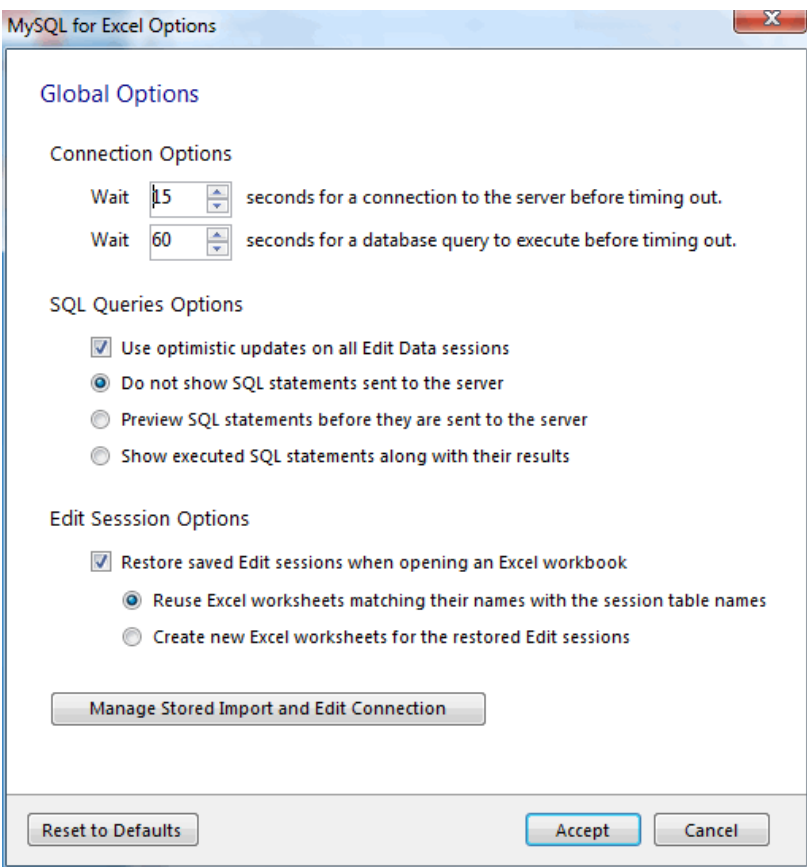 MySQL for Excel Options
x
Global Options
Connection Options
Wait 15 seconds for a connection to the server before timing out.
Wait 60 seconds for a database query to execute before timing out.
SQL Queries Options
Use optimistic updates on all Edit Data sessions
Do not show SQL statements sent to the server
Preview SQL statements before they are sent to the server
Show executed SQL statements along with their results
Edit Sesssion Options
Restore saved Edit sessions when opening an Excel workbook
Reuse Excel worksheets matching their names with the session table names
Create new Excel worksheets for the restored Edit sessions
Manage Stored Import and Edit Connection
Reset to Defaults Accept Cancel